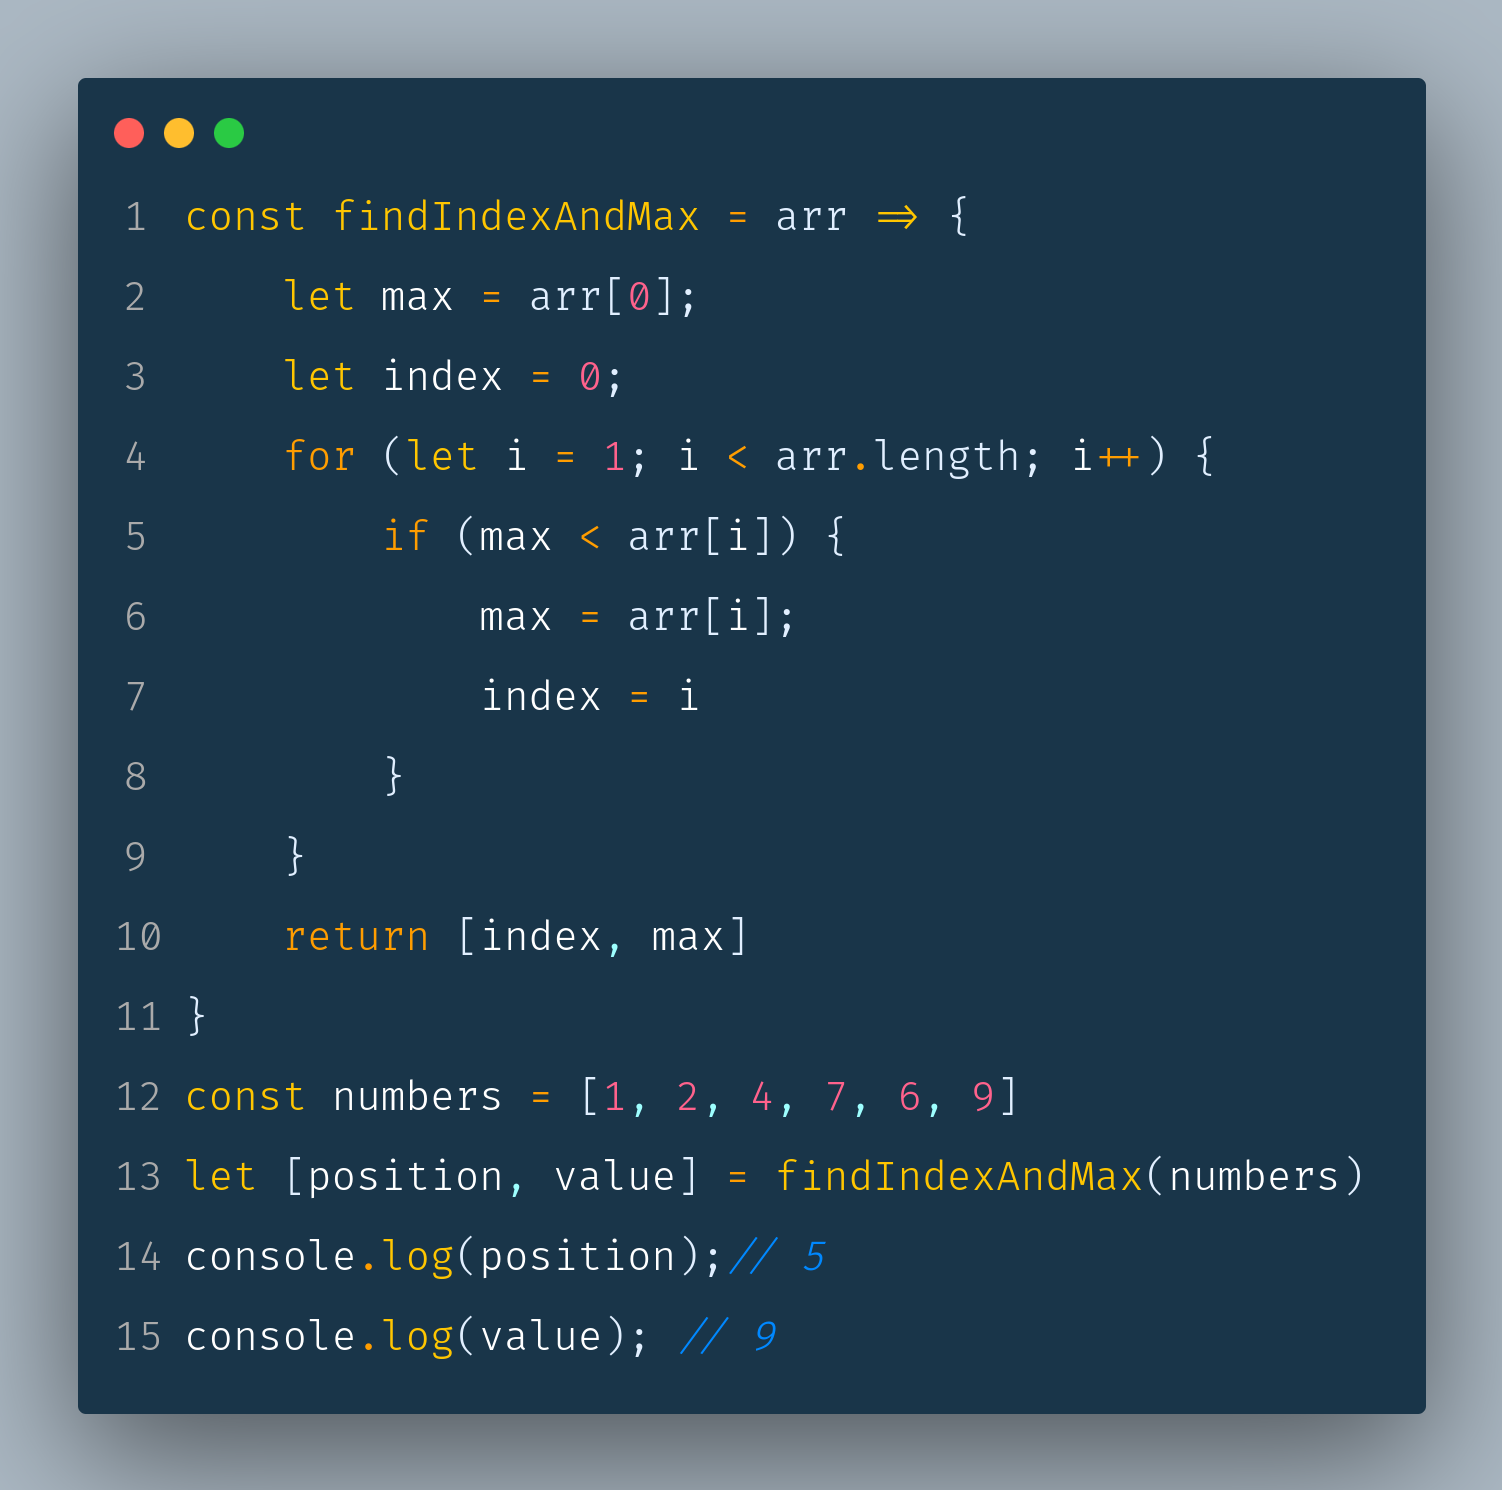 1 const findIndexAndMax = arr => {
2     let max = arr[0];
3     let index = 0;
4     for (let i = 1; i < arr.length; i++) {
5         if (max < arr[i]) {
6             max = arr[i];
7             index = i
8         }
9     }
10     return [index, max]
11 }
12 const numbers = [1, 2, 4, 7, 6, 9]
13 let [position, value] = findIndexAndMax(numbers)
14 console.log(position);// 5
15 console.log(value); // 9